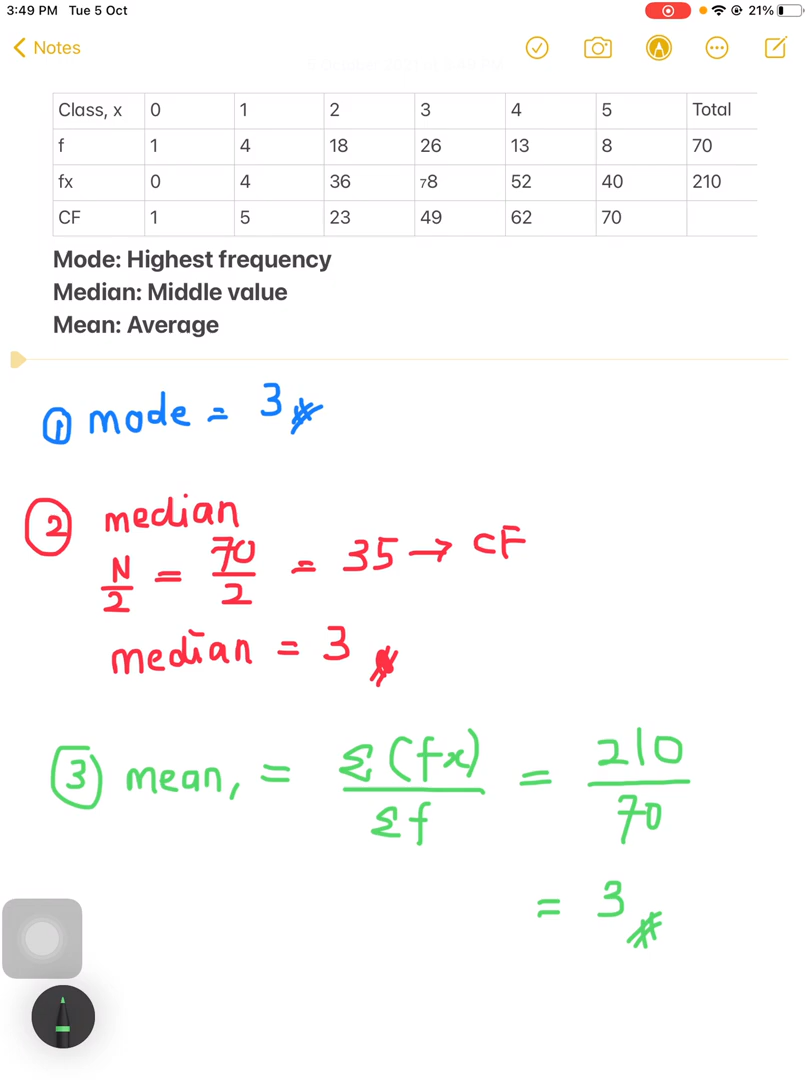 3:49 PM Tue 5 Oct 21%
Notes
Class, x 0 1 2 3 4 5 Total
f 1 4 18 26 13 8 70
fx 0 4 36 78 52 40 210
CF 1 5 23 49 62 70
Mode: Highest frequency
Median: Middle value
Mean: Average
① mode = 3
② median
N/2 = 70/2 = 35 → CF
median = 3
③ mean, = Σ(fx)/Σf = 210/70
= 3